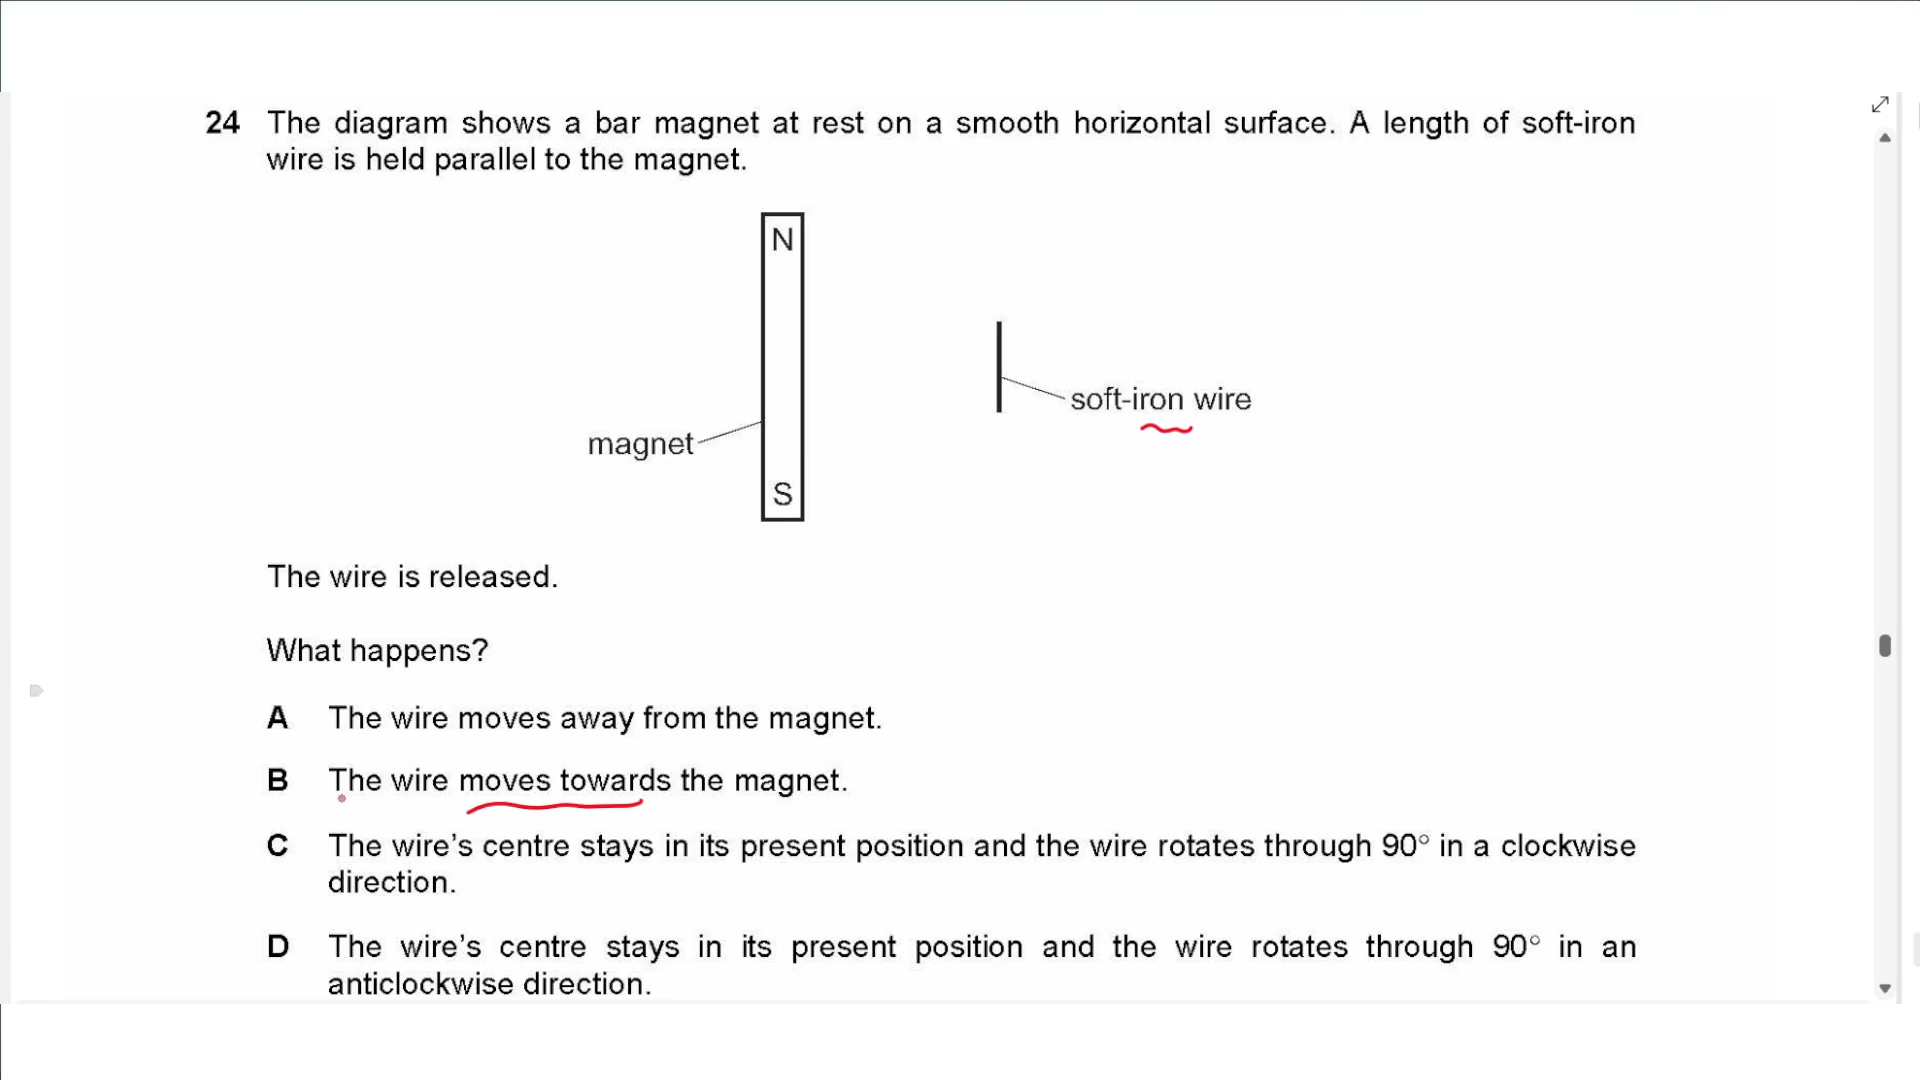 24 The diagram shows a bar magnet at rest on a smooth horizontal surface. A length of soft-iron
wire is held parallel to the magnet.
N
soft-iron wire
magnet
S
The wire is released.
What happens?
A The wire moves away from the magnet.
B The wire moves towards the magnet.
C The wire's centre stays in its present position and the wire rotates through 90° in a clockwise
direction.
D The wire's centre stays in its present position and the wire rotates through 90° in an
anticlockwise direction.